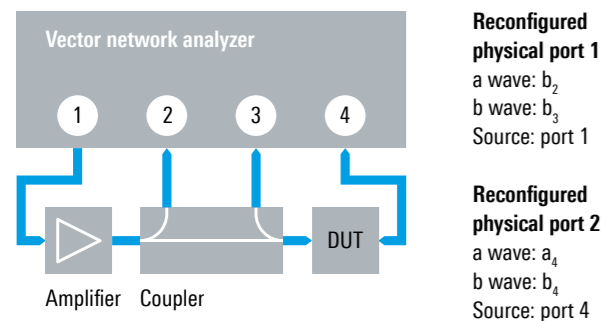 Vector network analyzer
1 2 3 4
DUT
Amplifier Coupler
Reconfigured
physical port 1
a wave: b₂
b wave: b₃
Source: port 1
Reconfigured
physical port 2
a wave: a₄
b wave: b₄
Source: port 4